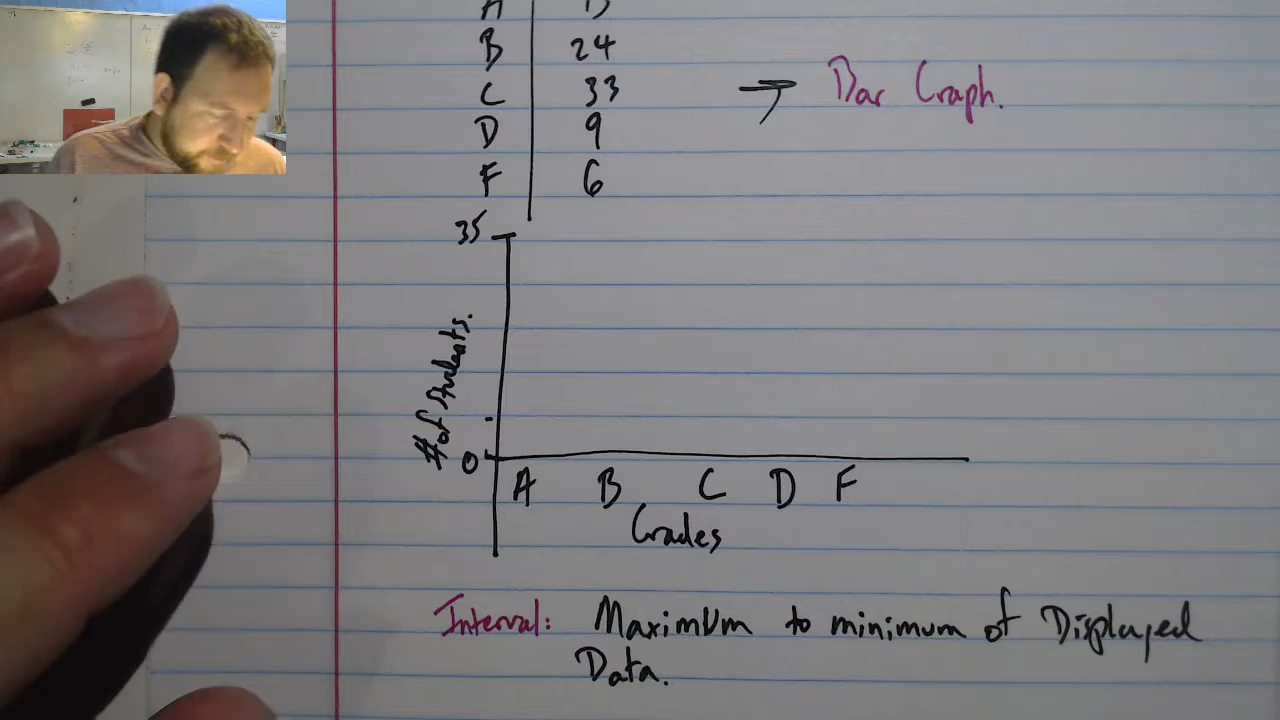 A
B 24
C 33
D 9
F 6
→ Bar Graph.
35
# of Students.
0
A B C D F
Grades
Interval: Maximum to minimum of Displayed
Data.